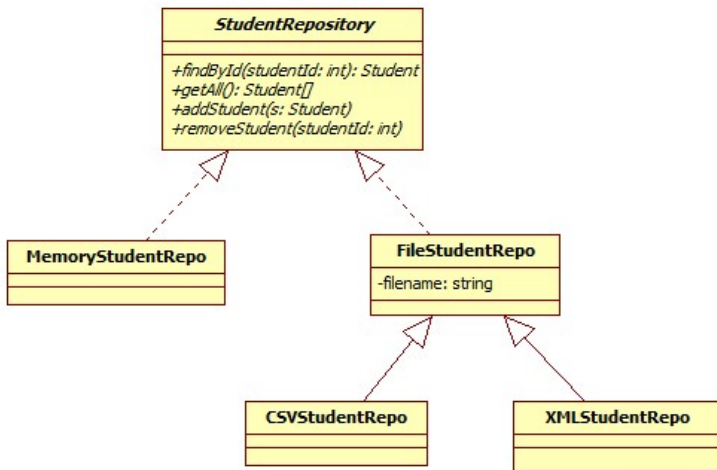 StudentRepository
+findById(studentId: int): Student
+getAll(): Student[]
+addStudent(s: Student)
+removeStudent(studentId: int)
MemoryStudentRepo
FileStudentRepo
-filename: string
CSVStudentRepo
XMLStudentRepo